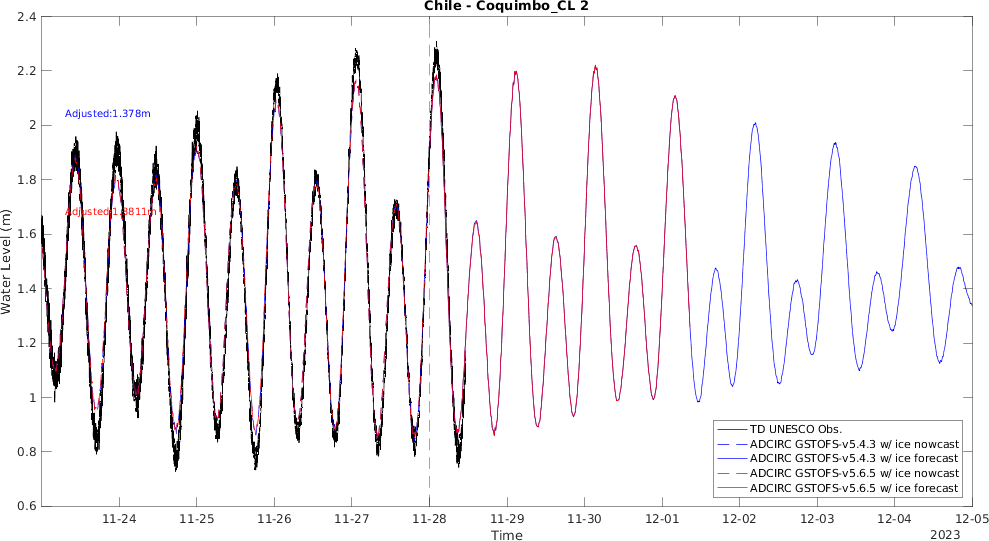 Chile - Coquimbo_CL 2
2.4
2.2
2
1.8
1.6
1.4
1.2
1
0.8
0.6
Water Level (m)
Adjusted:1.378m
Adjusted:1.3811m
11-24
11-25
11-26
11-27
11-28
11-29
11-30
12-01
12-02
12-03
12-04
12-05
Time
2023
TD UNESCO Obs.
ADCIRC GSTOFS-v5.4.3 w/ ice nowcast
ADCIRC GSTOFS-v5.4.3 w/ ice forecast
ADCIRC GSTOFS-v5.6.5 w/ ice nowcast
ADCIRC GSTOFS-v5.6.5 w/ ice forecast